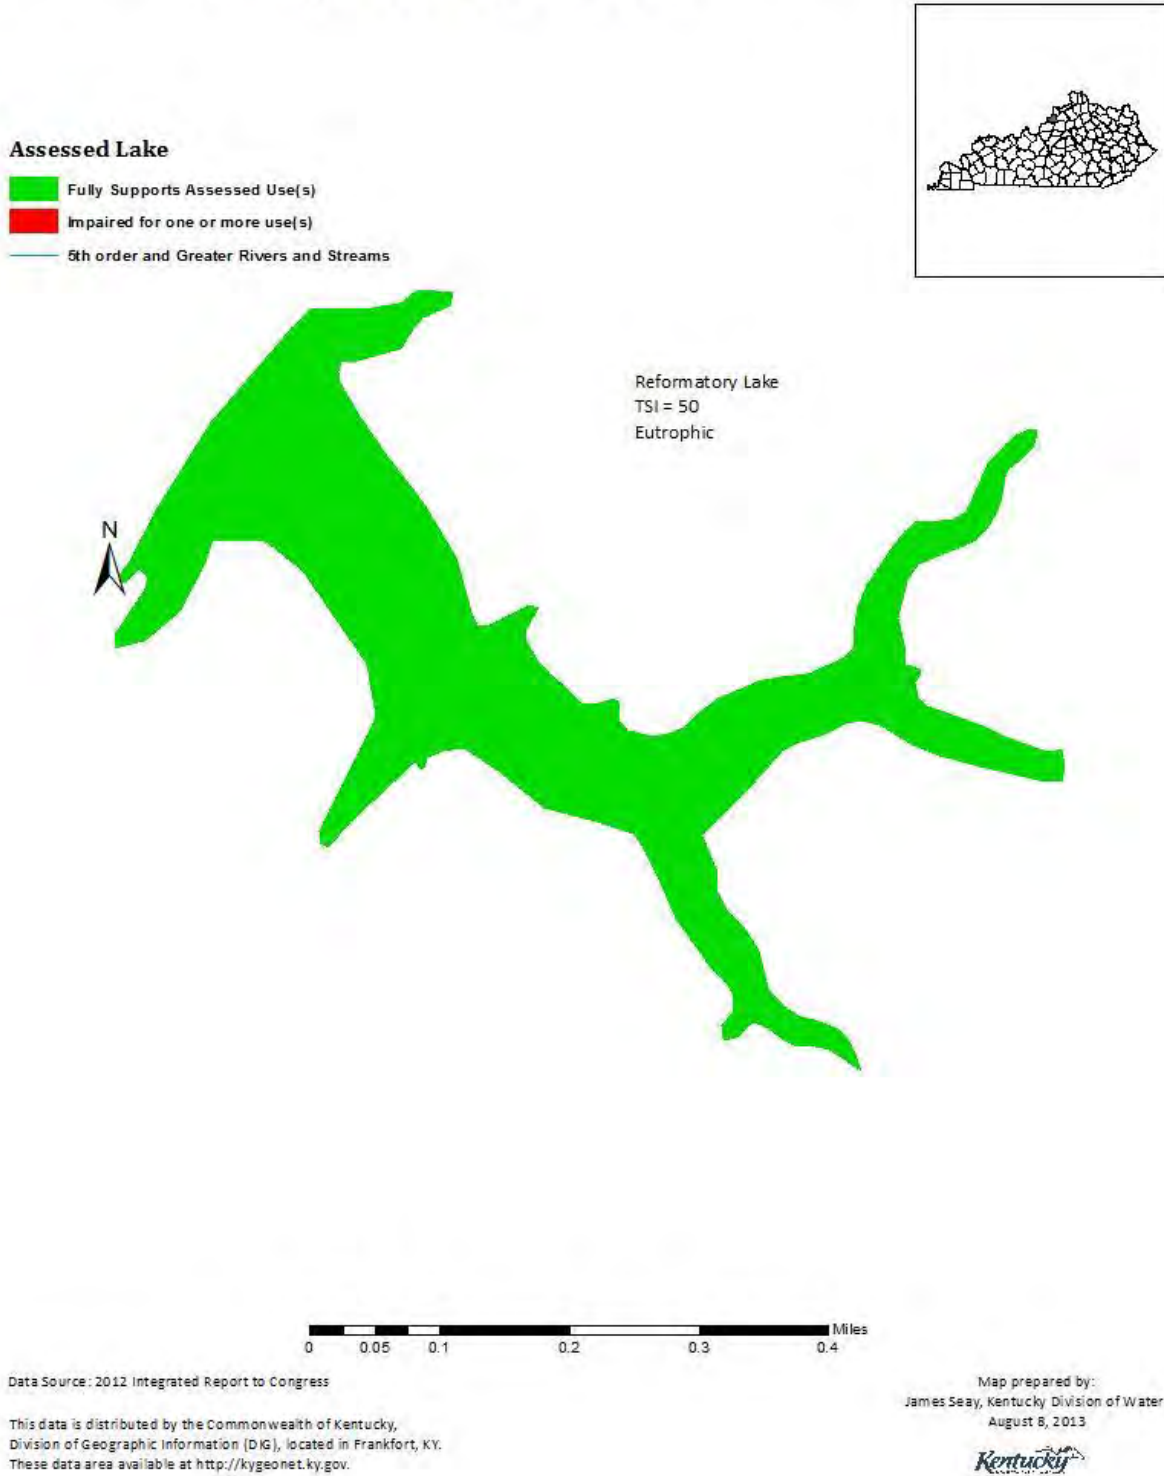 Assessed Lake
Fully Supports Assessed Use(s)
Impaired for one or more use(s)
5th order and Greater Rivers and Streams
Reformatory Lake
TSI = 50
Eutrophic
N
Miles
0 0.05 0.1 0.2 0.3 0.4
Data Source: 2012 Integrated Report to Congress
This data is distributed by the Commonwealth of Kentucky,
Division of Geographic Information (DIG), located in Frankfort, KY.
These data area available at http://kygeonet.ky.gov.
Map prepared by:
James Seay, Kentucky Division of Water
August 8, 2013
Kentucky